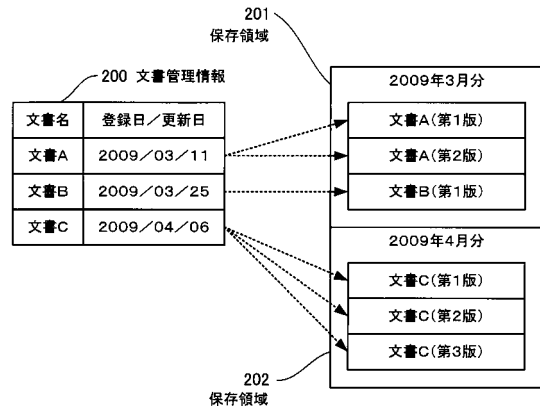 201
保存領域
200 文書管理情報
文書名 登録日／更新日
文書A 2009／03／11
文書B 2009／03／25
文書C 2009／04／06
2009年3月分
文書A(第1版)
文書A(第2版)
文書B(第1版)
2009年4月分
文書C(第1版)
文書C(第2版)
文書C(第3版)
202
保存領域